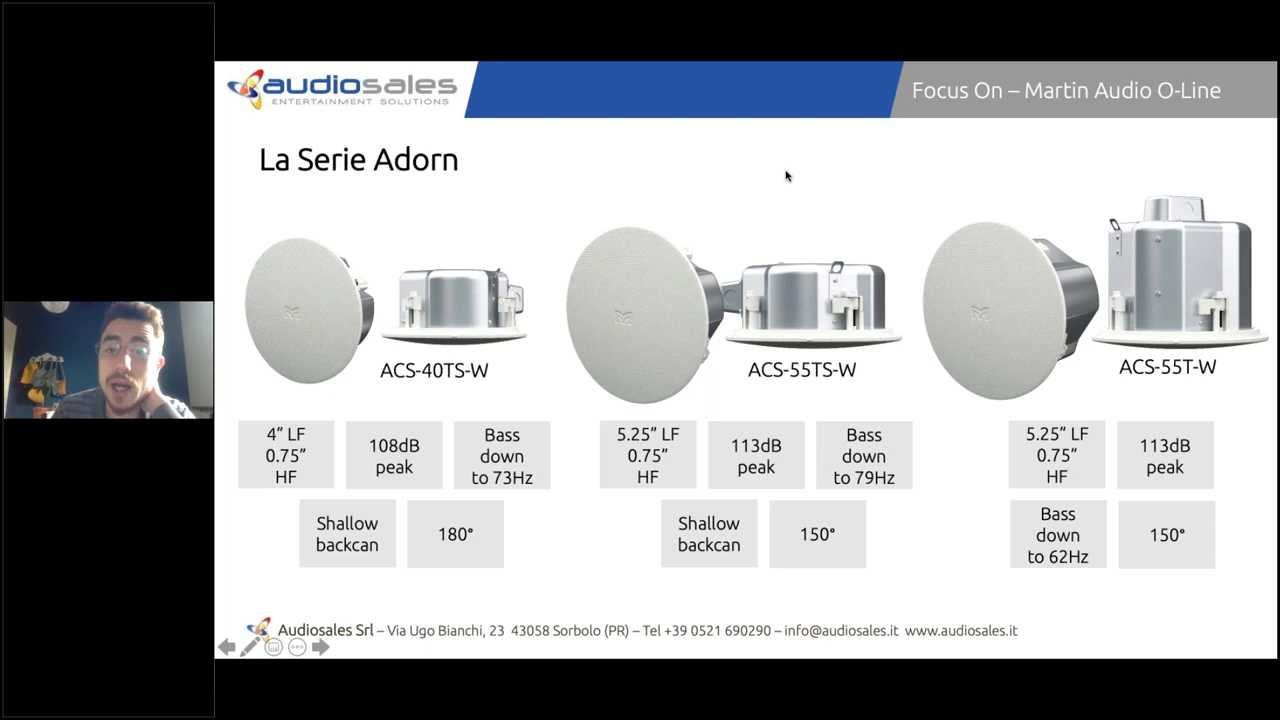 audiosales
ENTERTAINMENT SOLUTIONS
Focus On – Martin Audio O-Line
La Serie Adorn
ACS-40TS-W
ACS-55TS-W
ACS-55T-W
4” LF
0.75”
HF
108dB
peak
Bass
down
to 73Hz
Shallow
backcan
180°
5.25” LF
0.75”
HF
113dB
peak
Bass
down
to 79Hz
Shallow
backcan
150°
5.25” LF
0.75”
HF
113dB
peak
Bass
down
to 62Hz
150°
Audiosales Srl – Via Ugo Bianchi, 23 43058 Sorbolo (PR) – Tel +39 0521 690290 – info@audiosales.it www.audiosales.it